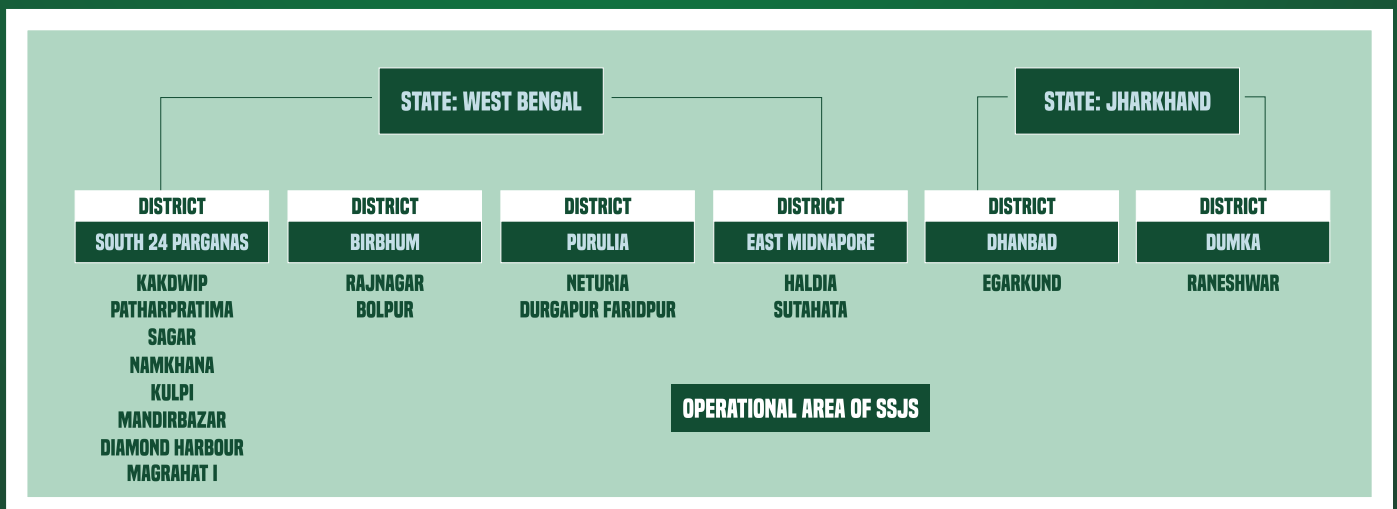 STATE: WEST BENGAL
STATE: JHARKHAND
DISTRICT
SOUTH 24 PARGANAS
KAKDWIP
PATHARPRATIMA
SAGAR
NAMKHANA
KULPI
MANDIRBAZAR
DIAMOND HARBOUR
MAGRAHAT I
DISTRICT
BIRBHUM
RAJNAGAR
BOLPUR
DISTRICT
PURULIA
NETURIA
DURGAPUR FARIDPUR
DISTRICT
EAST MIDNAPORE
HALDIA
SUTAHATA
DISTRICT
DHANBAD
EGARKUND
DISTRICT
DUMKA
RANESHWAR
OPERATIONAL AREA OF SSJS